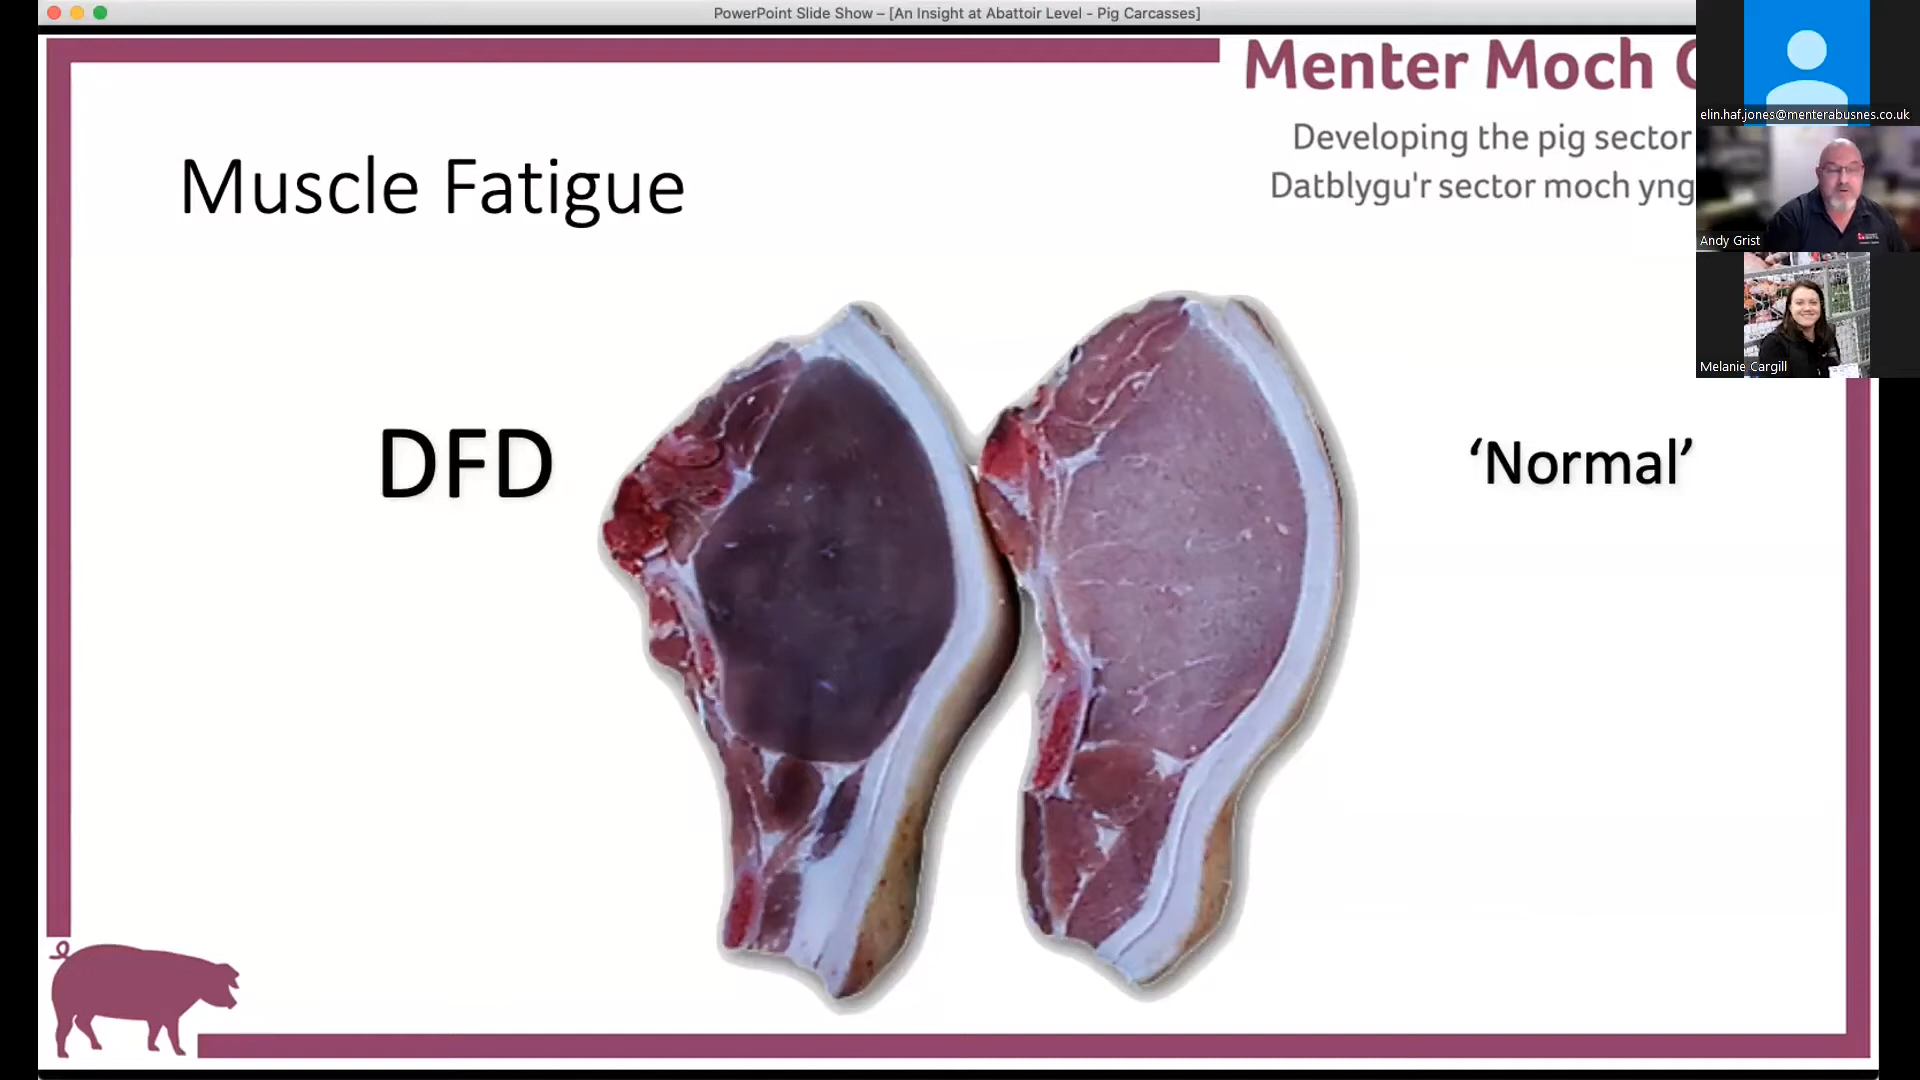 PowerPoint Slide Show – [An Insight at Abattoir Level - Pig Carcasses]
Menter Moch
Developing the pig sector
Datblygu'r sector moch yng
Muscle Fatigue
DFD
‘Normal’
elin.haf.jones@menterabusnes.co.uk
Andy Grist
Melanie Cargill